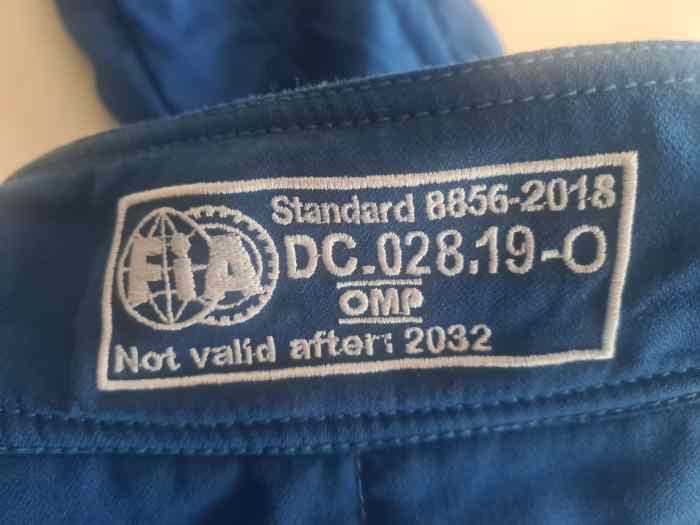 FIA
Standard 8856-2018
DC.028.19-O
OMP
Not valid after: 2032